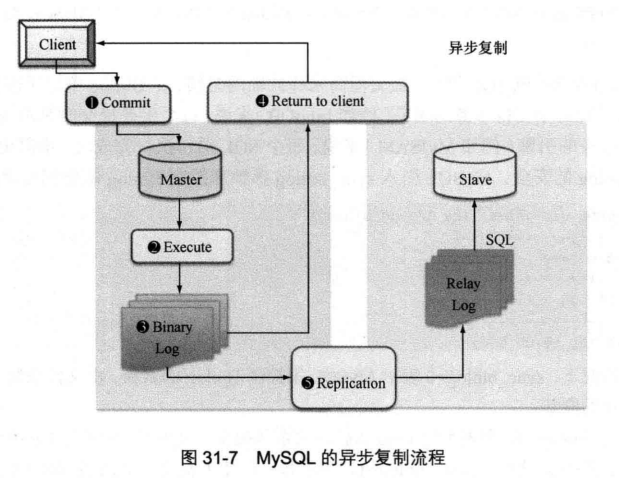 Client
异步复制
❶ Commit
❹ Return to client
Master
Slave
❷ Execute
SQL
Relay
Log
❸ Binary
Log
❺ Replication
图 31-7 MySQL 的异步复制流程